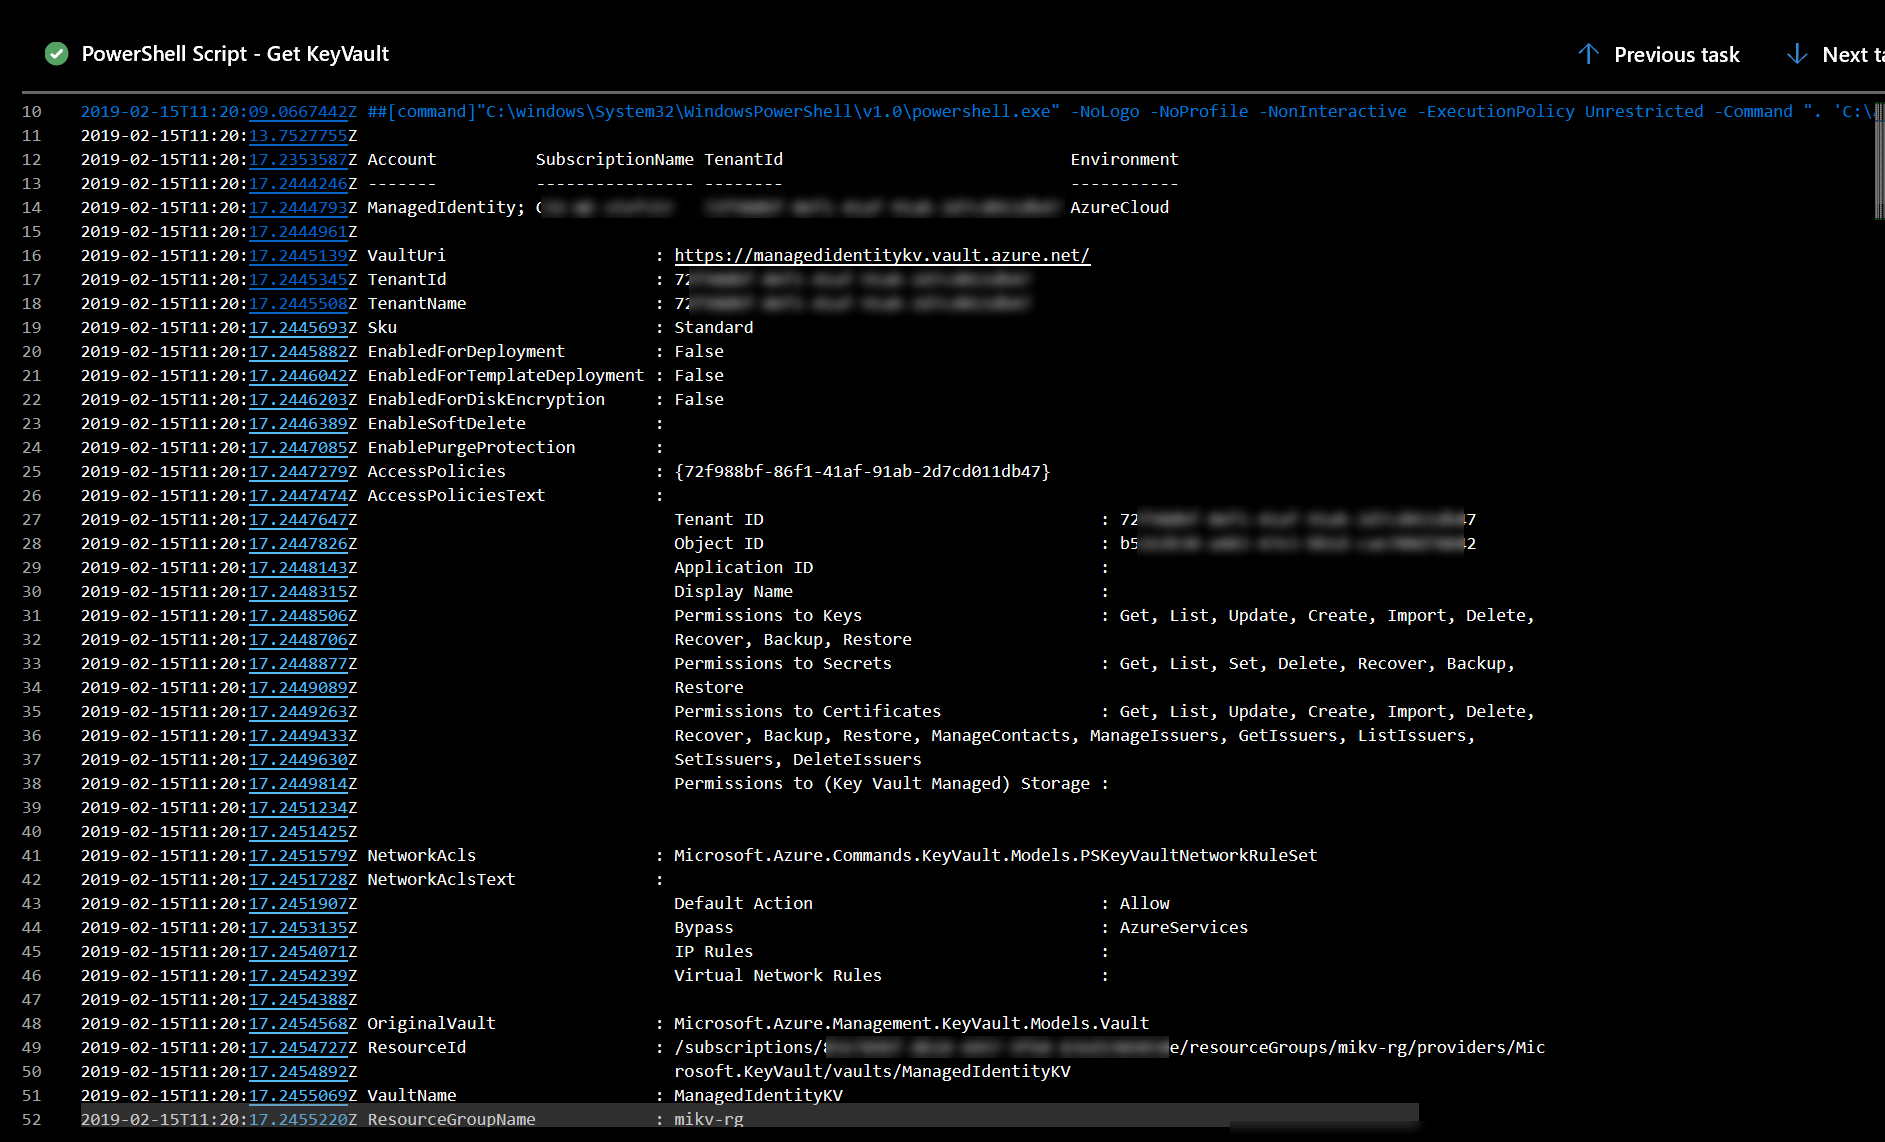 PowerShell Script - Get KeyVault
Previous task
Next ta
10 2019-02-15T11:20:09.0667442Z ##[command]"C:\windows\System32\WindowsPowerShell\v1.0\powershell.exe" -NoLogo -NoProfile -NonInteractive -ExecutionPolicy Unrestricted -Command ". 'C:\
11 2019-02-15T11:20:13.7527755Z
12 2019-02-15T11:20:17.2353587Z Account SubscriptionName TenantId Environment
13 2019-02-15T11:20:17.2444246Z ------- ---------------- -------- -----------
14 2019-02-15T11:20:17.2444793Z ManagedIdentity; AzureCloud
15 2019-02-15T11:20:17.2444961Z
16 2019-02-15T11:20:17.2445139Z VaultUri : https://managedidentitykv.vault.azure.net/
17 2019-02-15T11:20:17.2445345Z TenantId : 72
18 2019-02-15T11:20:17.2445508Z TenantName : 72
19 2019-02-15T11:20:17.2445693Z Sku : Standard
20 2019-02-15T11:20:17.2445882Z EnabledForDeployment : False
21 2019-02-15T11:20:17.2446042Z EnabledForTemplateDeployment : False
22 2019-02-15T11:20:17.2446203Z EnabledForDiskEncryption : False
23 2019-02-15T11:20:17.2446389Z EnableSoftDelete :
24 2019-02-15T11:20:17.2447085Z EnablePurgeProtection :
25 2019-02-15T11:20:17.2447279Z AccessPolicies : {72f988bf-86f1-41af-91ab-2d7cd011db47}
26 2019-02-15T11:20:17.2447474Z AccessPoliciesText :
27 2019-02-15T11:20:17.2447647Z Tenant ID : 72 47
28 2019-02-15T11:20:17.2447826Z Object ID : b5 42
29 2019-02-15T11:20:17.2448143Z Application ID :
30 2019-02-15T11:20:17.2448315Z Display Name :
31 2019-02-15T11:20:17.2448506Z Permissions to Keys : Get, List, Update, Create, Import, Delete,
32 2019-02-15T11:20:17.2448706Z Recover, Backup, Restore
33 2019-02-15T11:20:17.2448877Z Permissions to Secrets : Get, List, Set, Delete, Recover, Backup,
34 2019-02-15T11:20:17.2449089Z Restore
35 2019-02-15T11:20:17.2449263Z Permissions to Certificates : Get, List, Update, Create, Import, Delete,
36 2019-02-15T11:20:17.2449433Z Recover, Backup, Restore, ManageContacts, ManageIssuers, GetIssuers, ListIssuers,
37 2019-02-15T11:20:17.2449630Z SetIssuers, DeleteIssuers
38 2019-02-15T11:20:17.2449814Z Permissions to (Key Vault Managed) Storage :
39 2019-02-15T11:20:17.2451234Z
40 2019-02-15T11:20:17.2451425Z
41 2019-02-15T11:20:17.2451579Z NetworkAcls : Microsoft.Azure.Commands.KeyVault.Models.PSKeyVaultNetworkRuleSet
42 2019-02-15T11:20:17.2451728Z NetworkAclsText :
43 2019-02-15T11:20:17.2451907Z Default Action : Allow
44 2019-02-15T11:20:17.2453135Z Bypass : AzureServices
45 2019-02-15T11:20:17.2454071Z IP Rules :
46 2019-02-15T11:20:17.2454239Z Virtual Network Rules :
47 2019-02-15T11:20:17.2454388Z
48 2019-02-15T11:20:17.2454568Z OriginalVault : Microsoft.Azure.Management.KeyVault.Models.Vault
49 2019-02-15T11:20:17.2454727Z ResourceId : /subscriptions/ e/resourceGroups/mikv-rg/providers/Mic
50 2019-02-15T11:20:17.2454892Z rosoft.KeyVault/vaults/ManagedIdentityKV
51 2019-02-15T11:20:17.2455069Z VaultName : ManagedIdentityKV
52 2019-02-15T11:20:17.2455220Z ResourceGroupName : mikv-rg